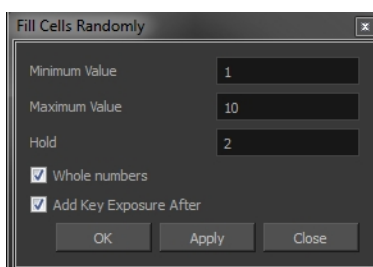 Fill Cells Randomly
Minimum Value 1
Maximum Value 10
Hold 2
Whole numbers
Add Key Exposure After
OK Apply Close